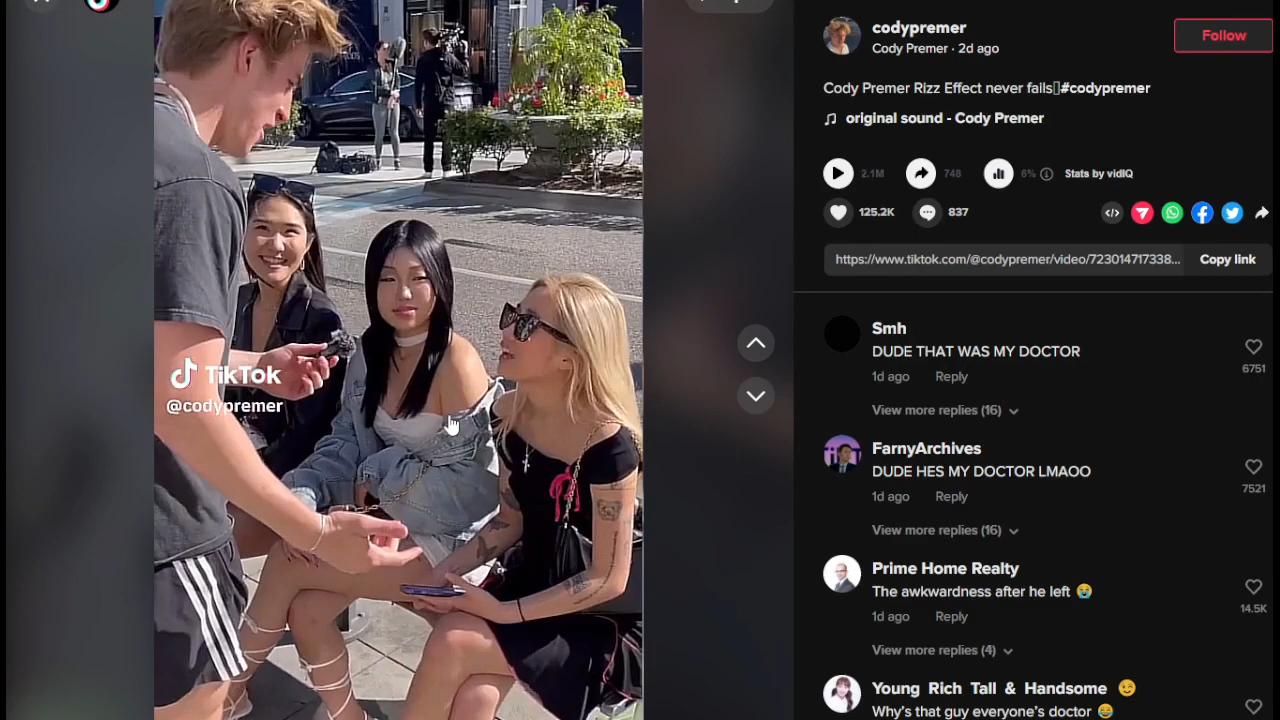 codypremer
Cody Premer · 2d ago
Follow
Cody Premer Rizz Effect never fails #codypremer
original sound - Cody Premer
2.1M
748
6%
Stats by vidIQ
125.2K
837
https://www.tiktok.com/@codypremer/video/723014717338...
Copy link
TikTok
@codypremer
Smh
DUDE THAT WAS MY DOCTOR
1d ago Reply
6751
View more replies (16)
FarnyArchives
DUDE HES MY DOCTOR LMAOO
1d ago Reply
7521
View more replies (16)
Prime Home Realty
The awkwardness after he left 😭
1d ago Reply
14.5K
View more replies (4)
Young Rich Tall & Handsome 😉
Why's that guy everyone's doctor 😂